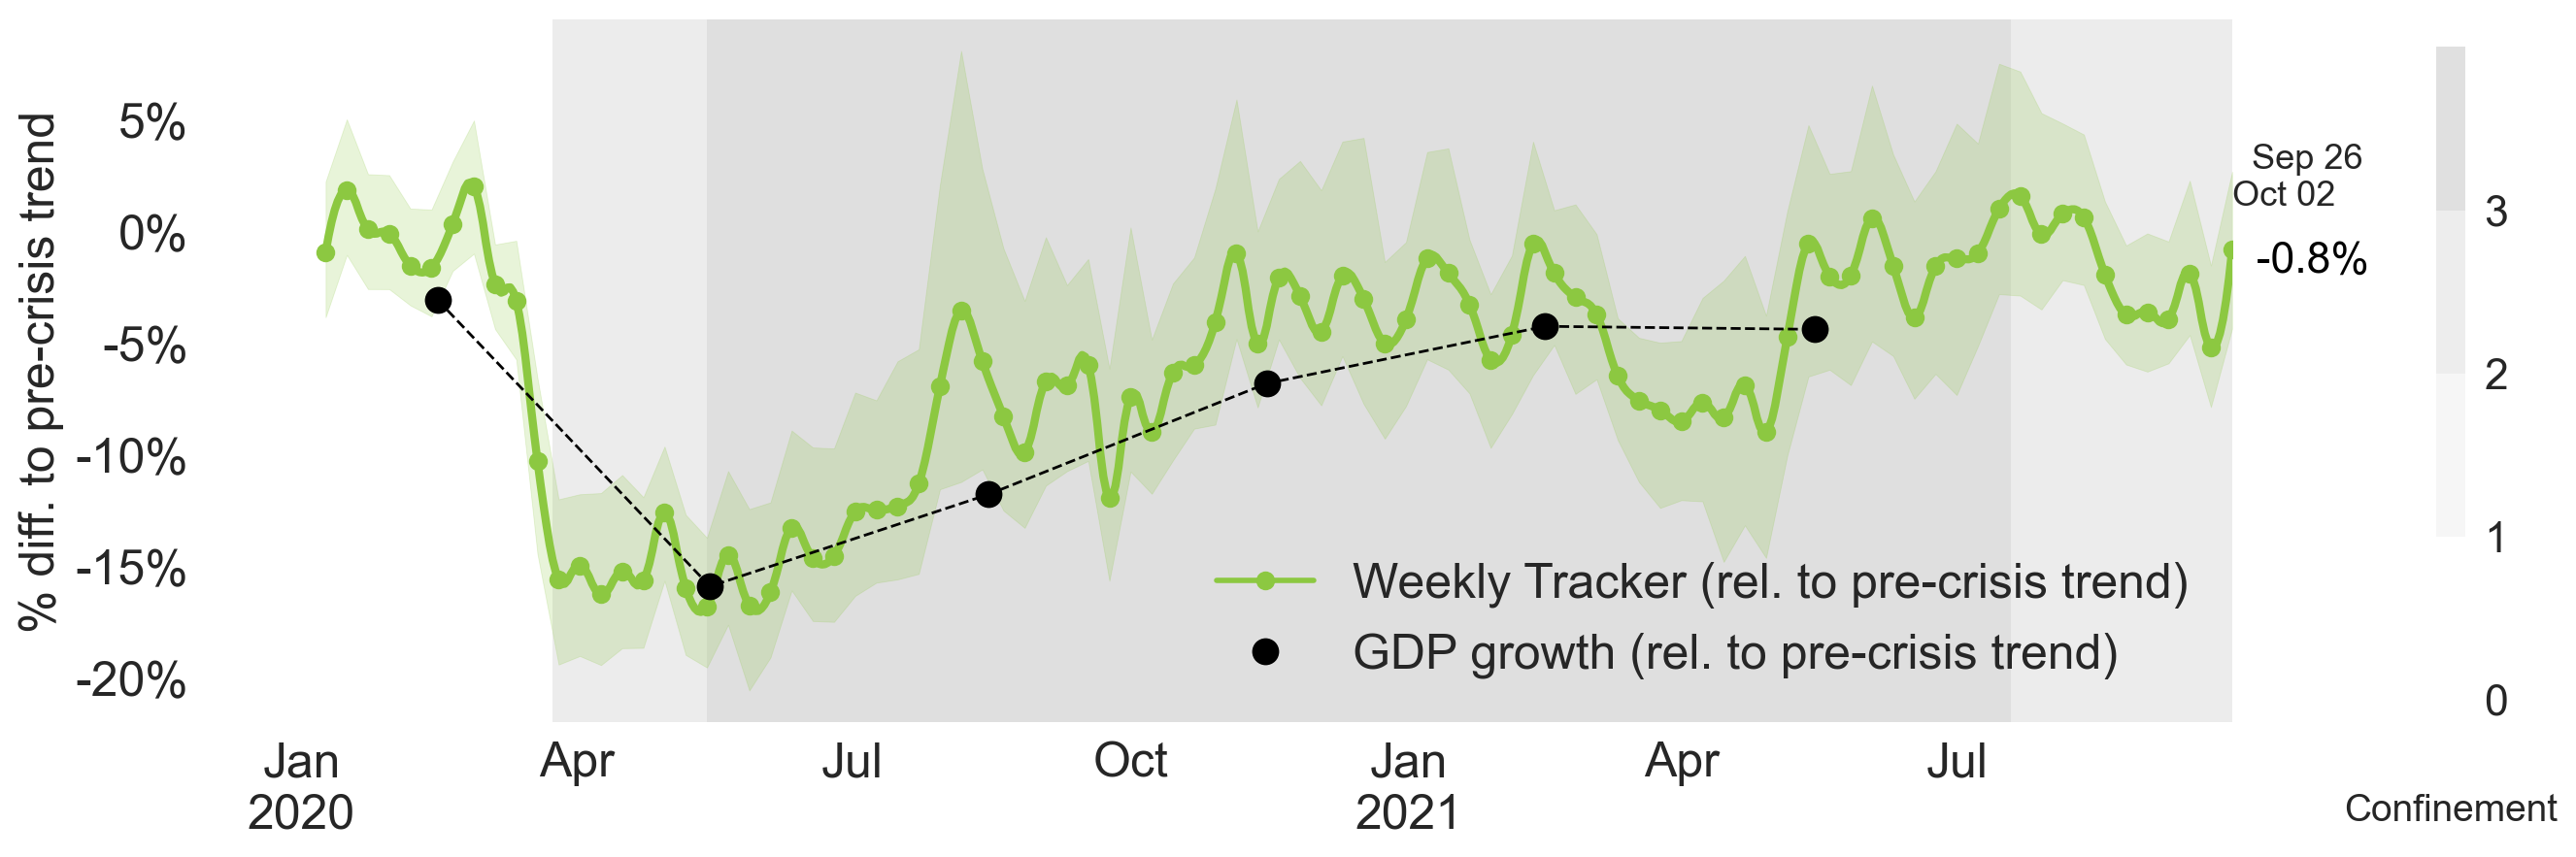 % diff. to pre-crisis trend
5%
0%
-5%
-10%
-15%
-20%
Jan
2020
Apr
Jul
Oct
Jan
2021
Apr
Jul
Weekly Tracker (rel. to pre-crisis trend)
GDP growth (rel. to pre-crisis trend)
Sep 26
Oct 02
-0.8%
3
2
1
0
Confinement